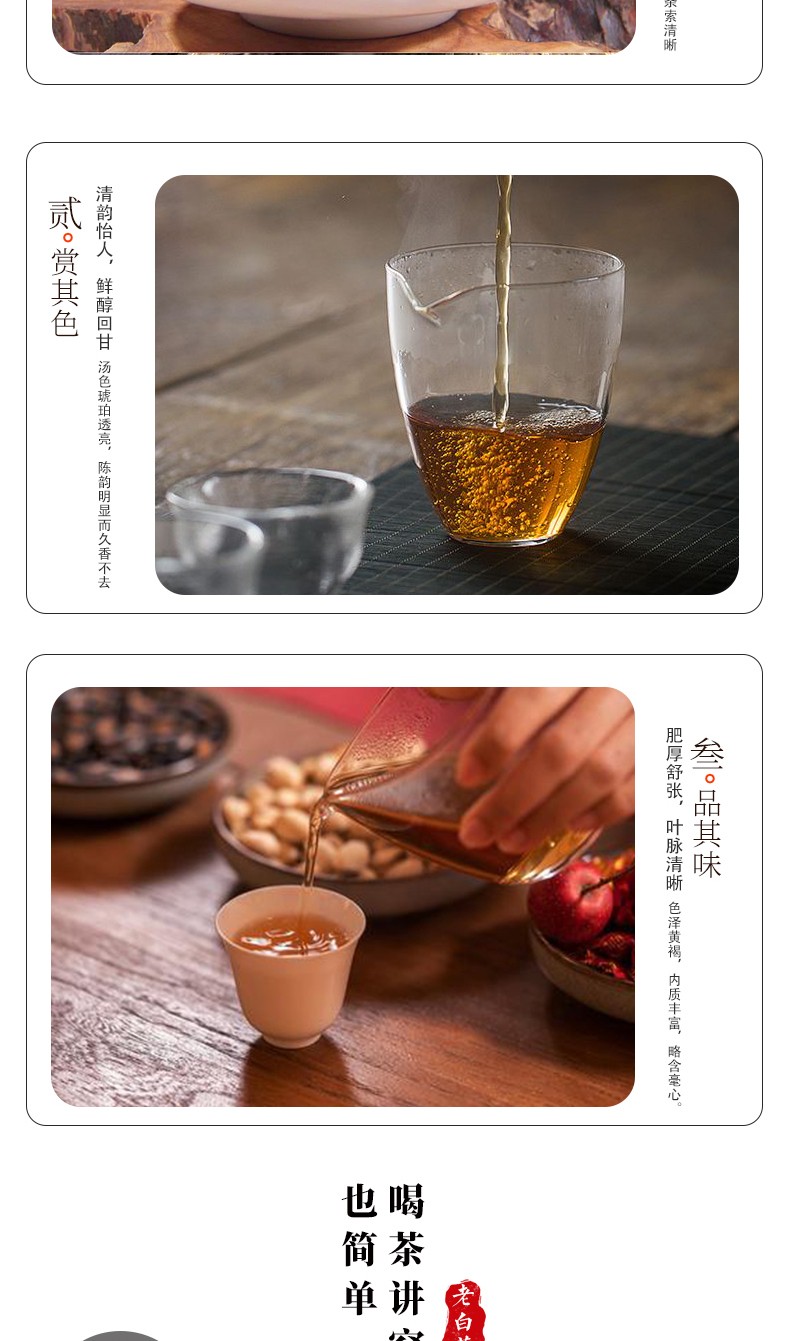 索清晰
贰
赏其色
清韵怡人，鲜醇回甘
汤色琥珀透亮，陈韵明显而久香不去
叁
品其味
肥厚舒张，叶脉清晰
色泽黄褐，内质丰富，略含毫心。
喝茶讲
也简单
老白